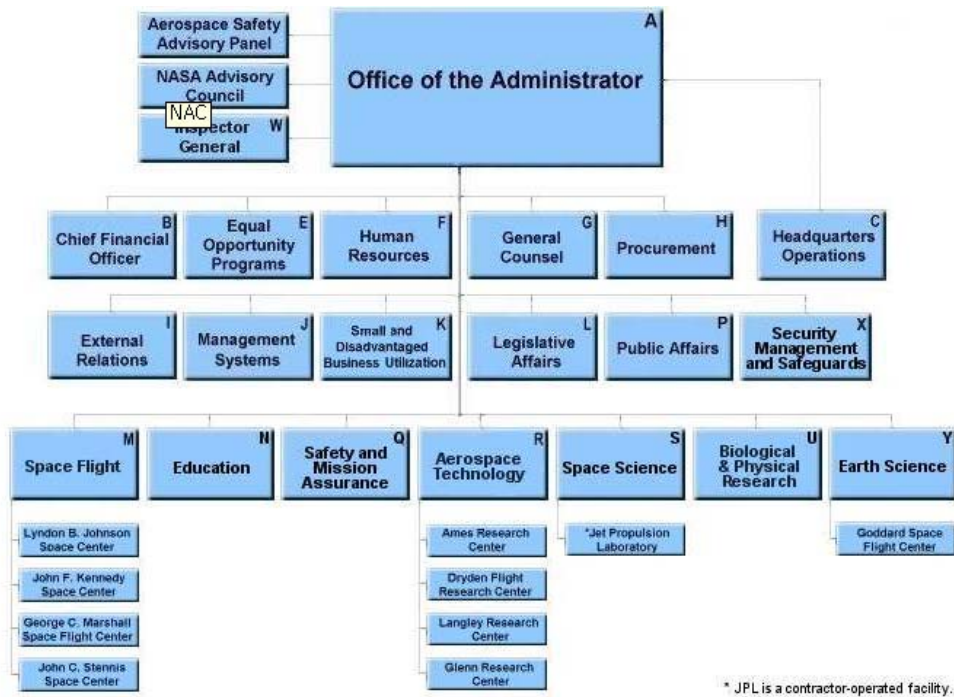 Aerospace Safety
Advisory Panel
A
Office of the Administrator
NASA Advisory
Council
NAC
W
Inspector
General
B
Chief Financial
Officer
E
Equal
Opportunity
Programs
F
Human
Resources
G
General
Counsel
H
Procurement
C
Headquarters
Operations
I
External
Relations
J
Management
Systems
K
Small and
Disadvantaged
Business Utilization
L
Legislative
Affairs
P
Public Affairs
X
Security
Management
and Safeguards
M
Space Flight
N
Education
Q
Safety and
Mission
Assurance
R
Aerospace
Technology
S
Space Science
U
Biological
& Physical
Research
Y
Earth Science
Lyndon B. Johnson
Space Center
John F. Kennedy
Space Center
George C. Marshall
Space Flight Center
John C. Stennis
Space Center
Ames Research
Center
Dryden Flight
Research Center
Langley Research
Center
Glenn Research
Center
*Jet Propulsion
Laboratory
Goddard Space
Flight Center
* JPL is a contractor-operated facility.